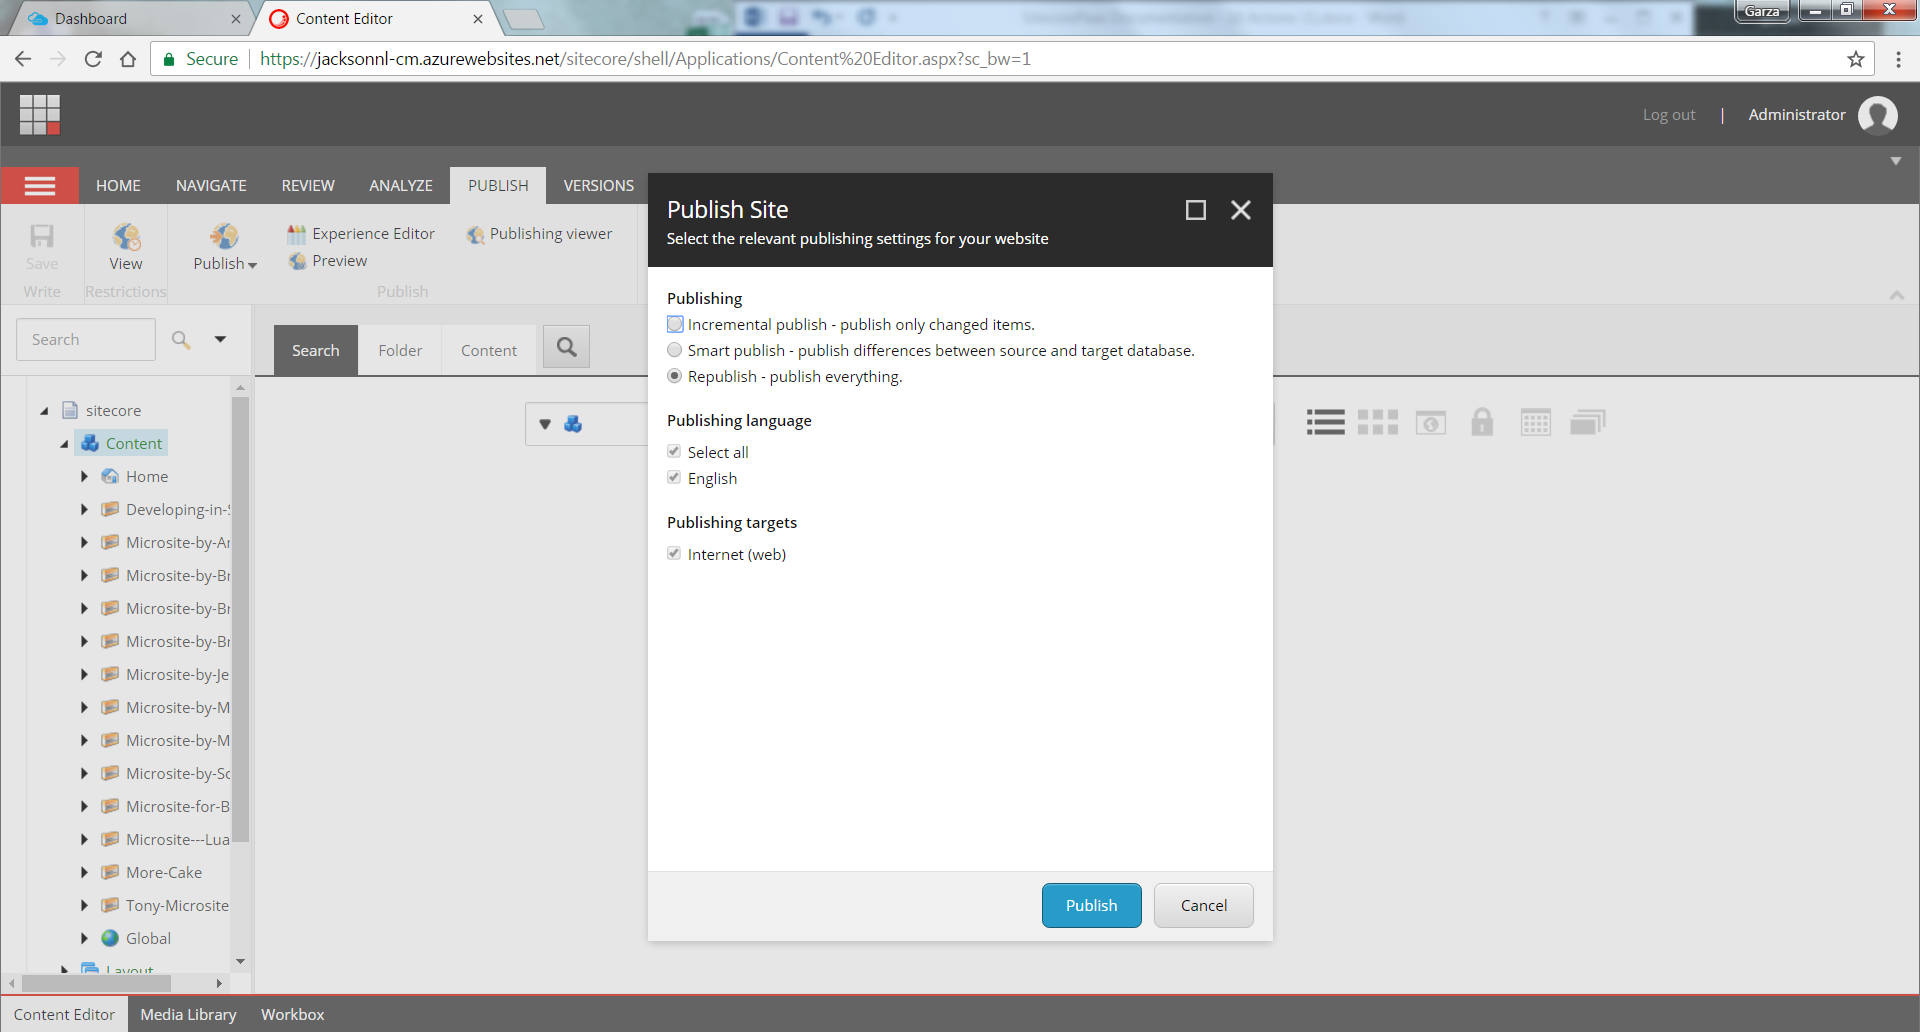 Dashboard
Content Editor
Garza
Secure
https://jacksonnl-cm.azurewebsites.net/sitecore/shell/Applications/Content%20Editor.aspx?sc_bw=1
Log out | Administrator
HOME NAVIGATE REVIEW ANALYZE PUBLISH VERSIONS
Save
Write
View
Restrictions
Publish
Experience Editor
Preview
Publishing viewer
Publish
Search
Search Folder Content
sitecore
Content
Home
Developing-in-S
Microsite-by-Ar
Microsite-by-Br
Microsite-by-Br
Microsite-by-Br
Microsite-by-Je
Microsite-by-M
Microsite-by-M
Microsite-by-Sc
Microsite-for-B
Microsite---Lua
More-Cake
Tony-Microsite
Global
Layout
Publish Site
Select the relevant publishing settings for your website
Publishing
Incremental publish - publish only changed items.
Smart publish - publish differences between source and target database.
Republish - publish everything.
Publishing language
Select all
English
Publishing targets
Internet (web)
Publish Cancel
Content Editor Media Library Workbox